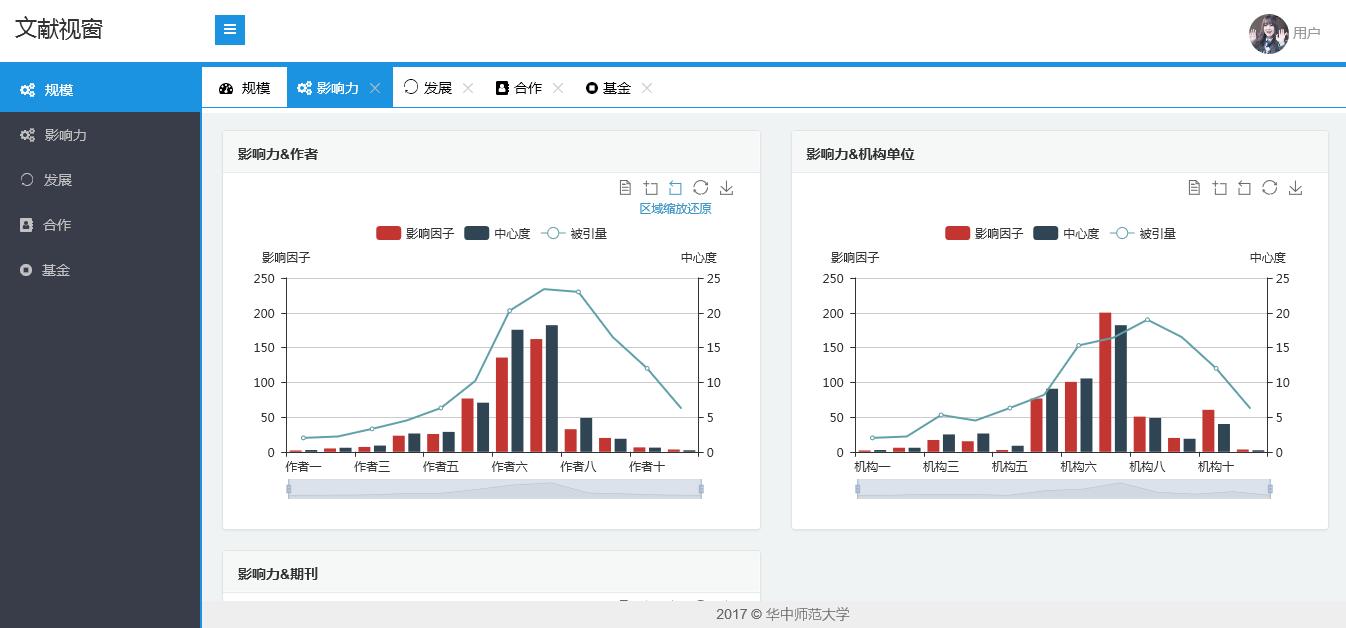 文献视窗
用户
规模
影响力
发展
合作
基金
规模 影响力 发展 合作 基金
影响力&作者
区域缩放还原
影响因子 中心度 被引量
影响因子 中心度
250 25
200 20
150 15
100 10
50 5
0 0
作者一 作者三 作者五 作者六 作者八 作者十
影响力&机构单位
影响因子 中心度 被引量
影响因子 中心度
250 25
200 20
150 15
100 10
50 5
0 0
机构一 机构三 机构五 机构六 机构八 机构十
影响力&期刊
2017 © 华中师范大学